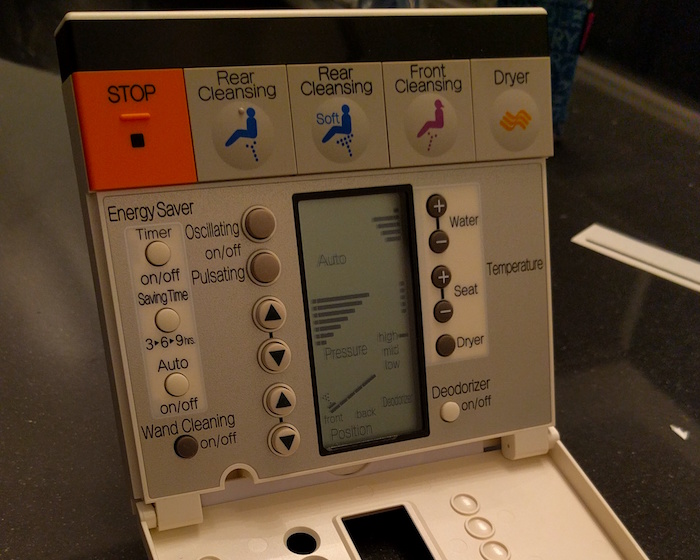 STOP
Rear
Cleansing
Rear
Cleansing
Soft
Front
Cleansing
Dryer
Energy Saver
Timer
on/off
Saving Time
3▸6▸9hrs.
Auto
on/off
Wand Cleaning
on/off
Oscillating
on/off
Pulsating
Auto
Pressure
high
mid
low
front
back
Position
Water
Seat
Dryer
Temperature
Deodorizer
on/off